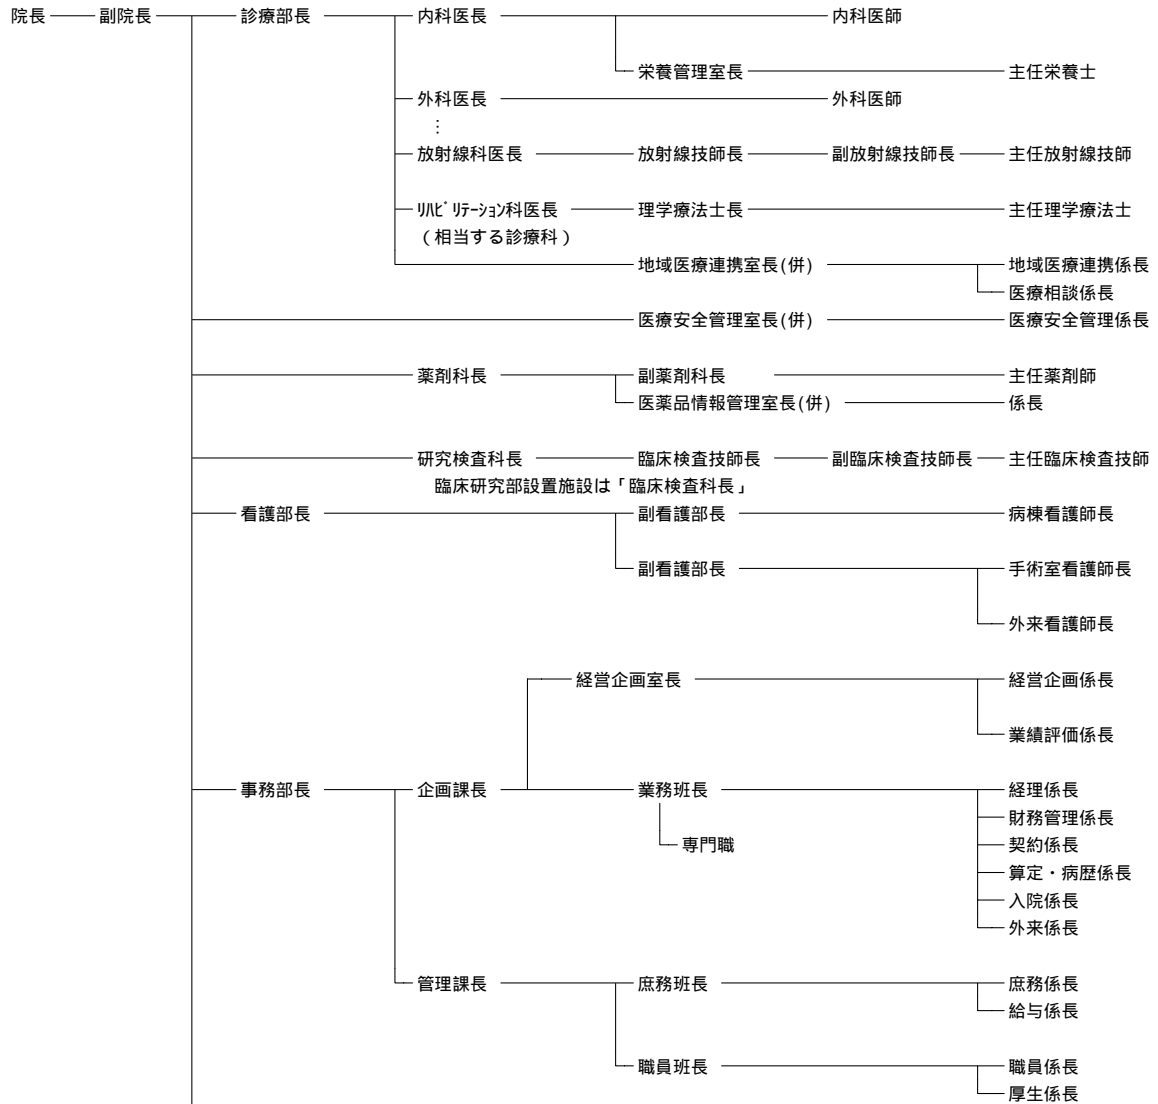 院長 副院長 診療部長 内科医長 内科医師
栄養管理室長 主任栄養士
外科医長 外科医師
⋮
放射線科医長 放射線技師長 副放射線技師長 主任放射線技師
ﾘﾊﾋﾞﾘﾃｰｼｮﾝ科医長 理学療法士長 主任理学療法士
(相当する診療科)
地域医療連携室長(併) 地域医療連携係長
医療相談係長
医療安全管理室長(併) 医療安全管理係長
薬剤科長 副薬剤科長 主任薬剤師
医薬品情報管理室長(併) 係長
研究検査科長 臨床検査技師長 副臨床検査技師長 主任臨床検査技師
臨床研究部設置施設は「臨床検査科長」
看護部長 副看護部長 病棟看護師長
副看護部長 手術室看護師長
外来看護師長
経営企画室長 経営企画係長
業績評価係長
事務部長 企画課長 業務班長 経理係長
財務管理係長
専門職 契約係長
算定・病歴係長
入院係長
外来係長
管理課長 庶務班長 庶務係長
給与係長
職員班長 職員係長
厚生係長